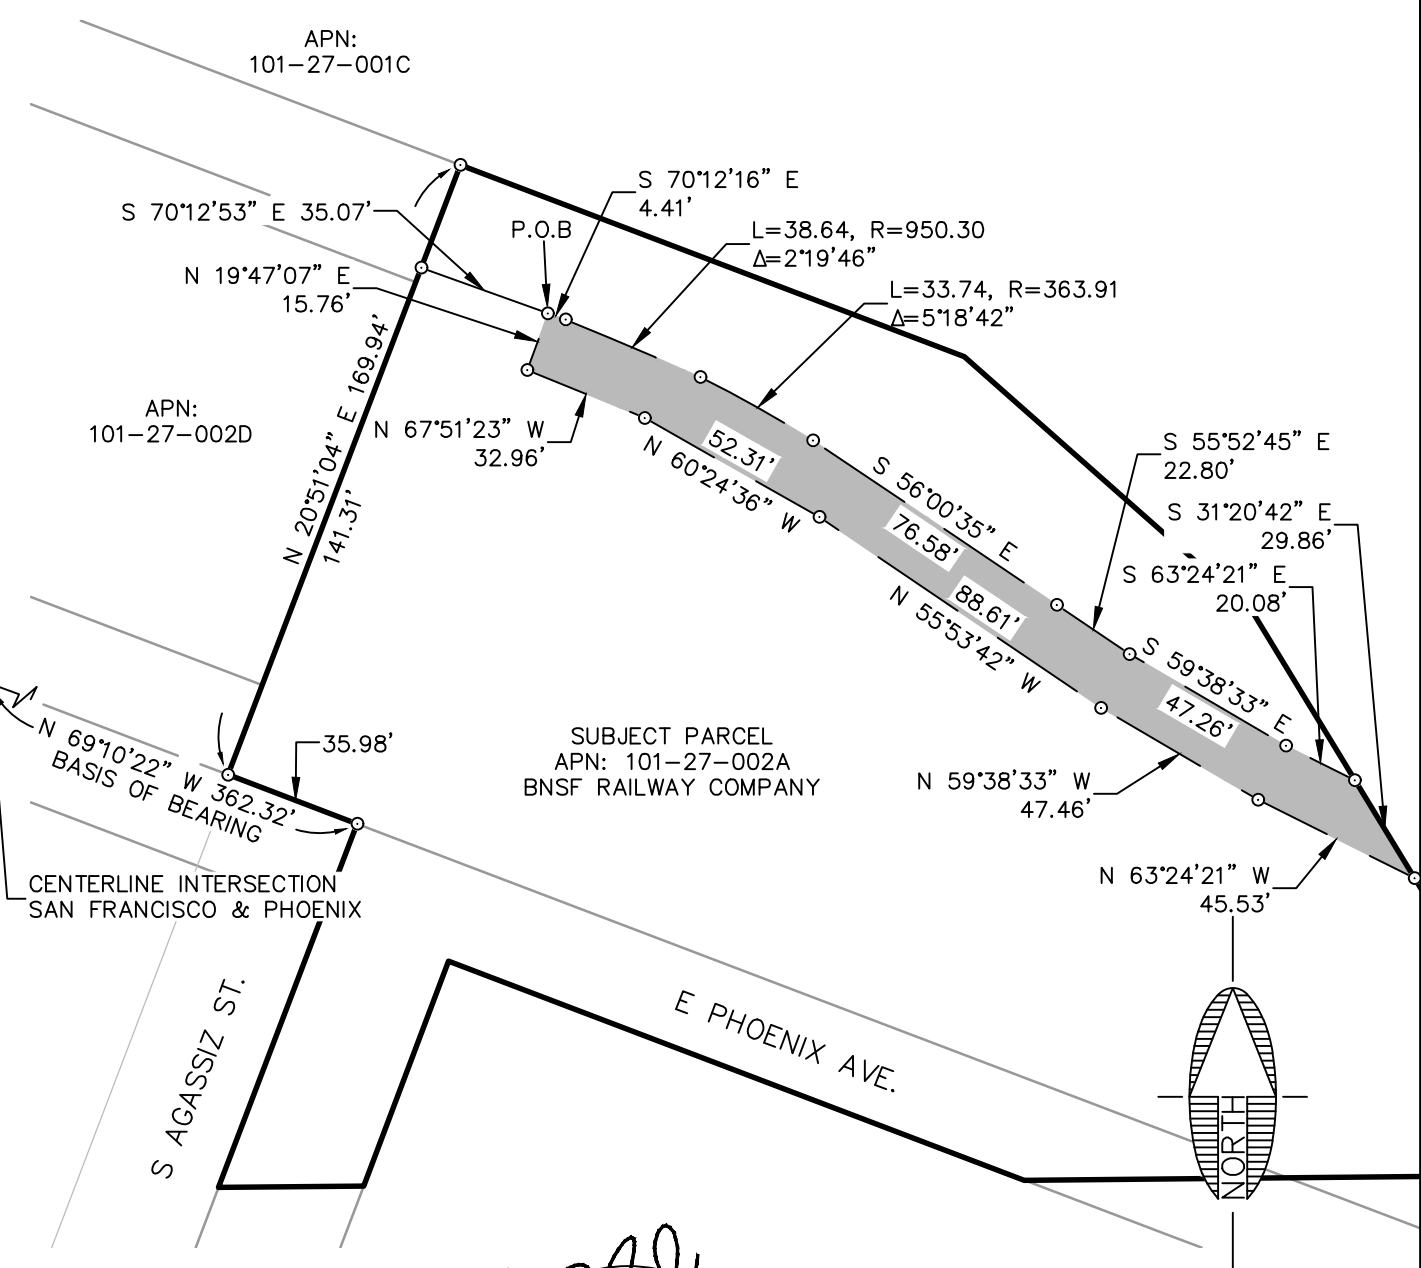 APN:
101-27-001C
S 70°12'16" E
4.41'
S 70°12'53" E 35.07'
P.O.B
L=38.64, R=950.30
Δ=2°19'46"
N 19°47'07" E
15.76'
L=33.74, R=363.91
Δ=5°18'42"
APN:
101-27-002D
N 20°51'04" E 169.94'
141.31'
N 67°51'23" W
32.96'
52.31'
N 60°24'36" W
S 56°00'35" E
76.58'
S 55°52'45" E
22.80'
S 31°20'42" E
29.86'
S 63°24'21" E
20.08'
88.61'
N 55°53'42" W
S 59°38'33" E
47.26'
N 69°10'22" W 362.32'
BASIS OF BEARING
35.98'
SUBJECT PARCEL
APN: 101-27-002A
BNSF RAILWAY COMPANY
N 59°38'33" W
47.46'
N 63°24'21" W
45.53'
CENTERLINE INTERSECTION
SAN FRANCISCO & PHOENIX
S AGASSIZ ST.
E PHOENIX AVE.
NORTH